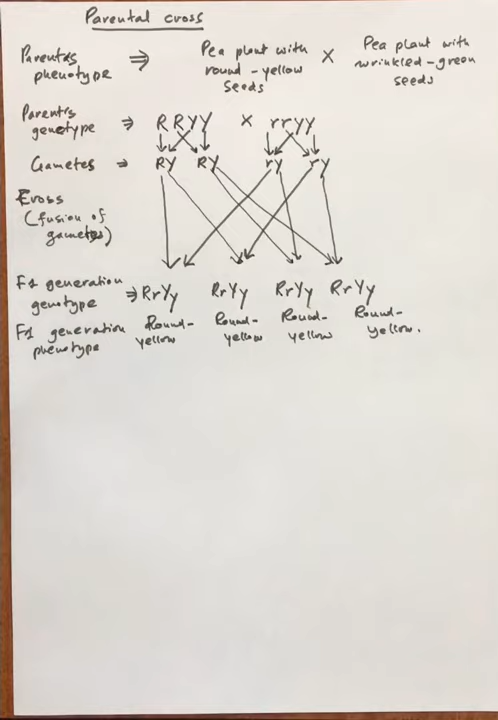 Parental cross
Parental phenotype ⇒ Pea plant with round-yellow seeds × Pea plant with wrinkled-green seeds
Parent's genotype ⇒ RRYY × rryy
Gametes ⇒ RY RY ry ry
Cross (fusion of gametes)
F1 generation genotype ⇒ RrYy RrYy RrYy RrYy
F1 generation phenotype Round-yellow Round-yellow Round-yellow Round-yellow.